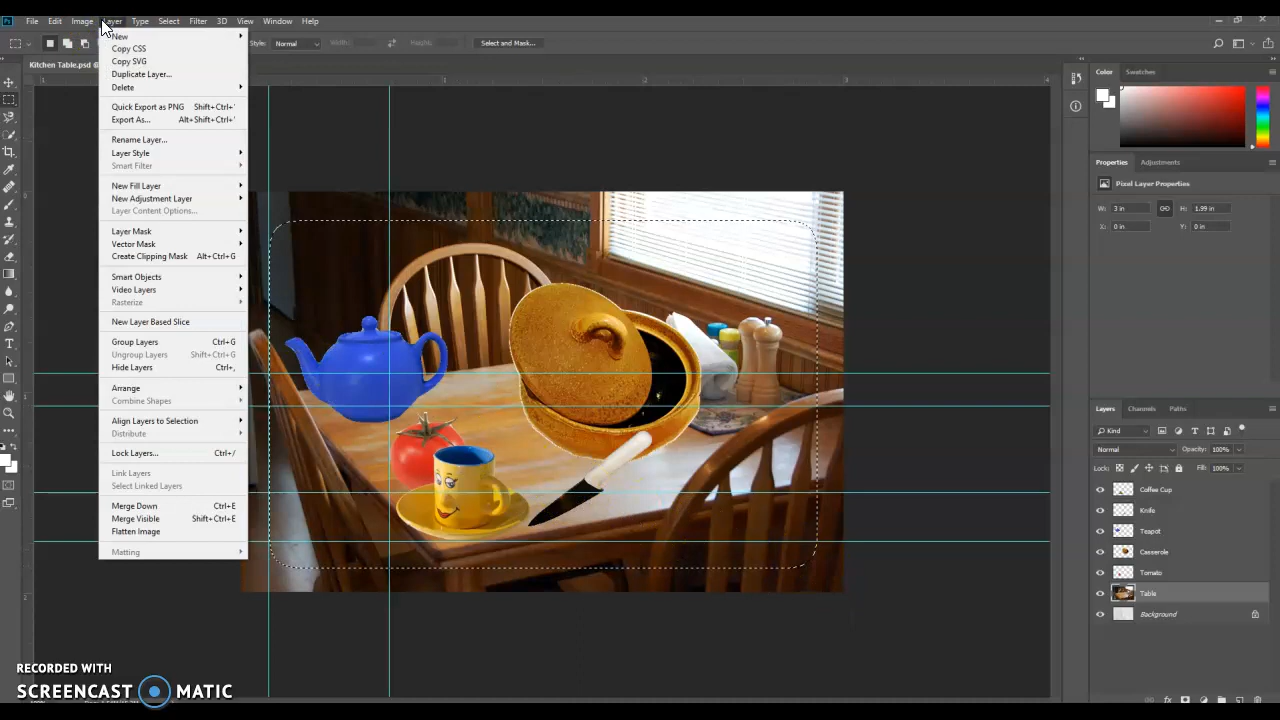 Ps File Edit Image Layer Type Select Filter 3D View Window Help
Style: Normal Width: Height: Select and Mask...
Kitchen Table.psd @
New
Copy CSS
Copy SVG
Duplicate Layer...
Delete
Quick Export as PNG Shift+Ctrl+'
Export As... Alt+Shift+Ctrl+'
Rename Layer...
Layer Style
Smart Filter
New Fill Layer
New Adjustment Layer
Layer Content Options...
Layer Mask
Vector Mask
Create Clipping Mask Alt+Ctrl+G
Smart Objects
Video Layers
Rasterize
New Layer Based Slice
Group Layers Ctrl+G
Ungroup Layers Shift+Ctrl+G
Hide Layers Ctrl+,
Arrange
Combine Shapes
Align Layers to Selection
Distribute
Lock Layers... Ctrl+/
Link Layers
Select Linked Layers
Merge Down Ctrl+E
Merge Visible Shift+Ctrl+E
Flatten Image
Matting
Color Swatches
Properties Adjustments
Pixel Layer Properties
W: 3 in H: 1.99 in
X: 0 in Y: 0 in
Layers Channels Paths
Kind
Normal Opacity: 100%
Lock: Fill: 100%
Coffee Cup
Knife
Teapot
Casserole
Tomato
Table
Background
RECORDED WITH
SCREENCAST MATIC